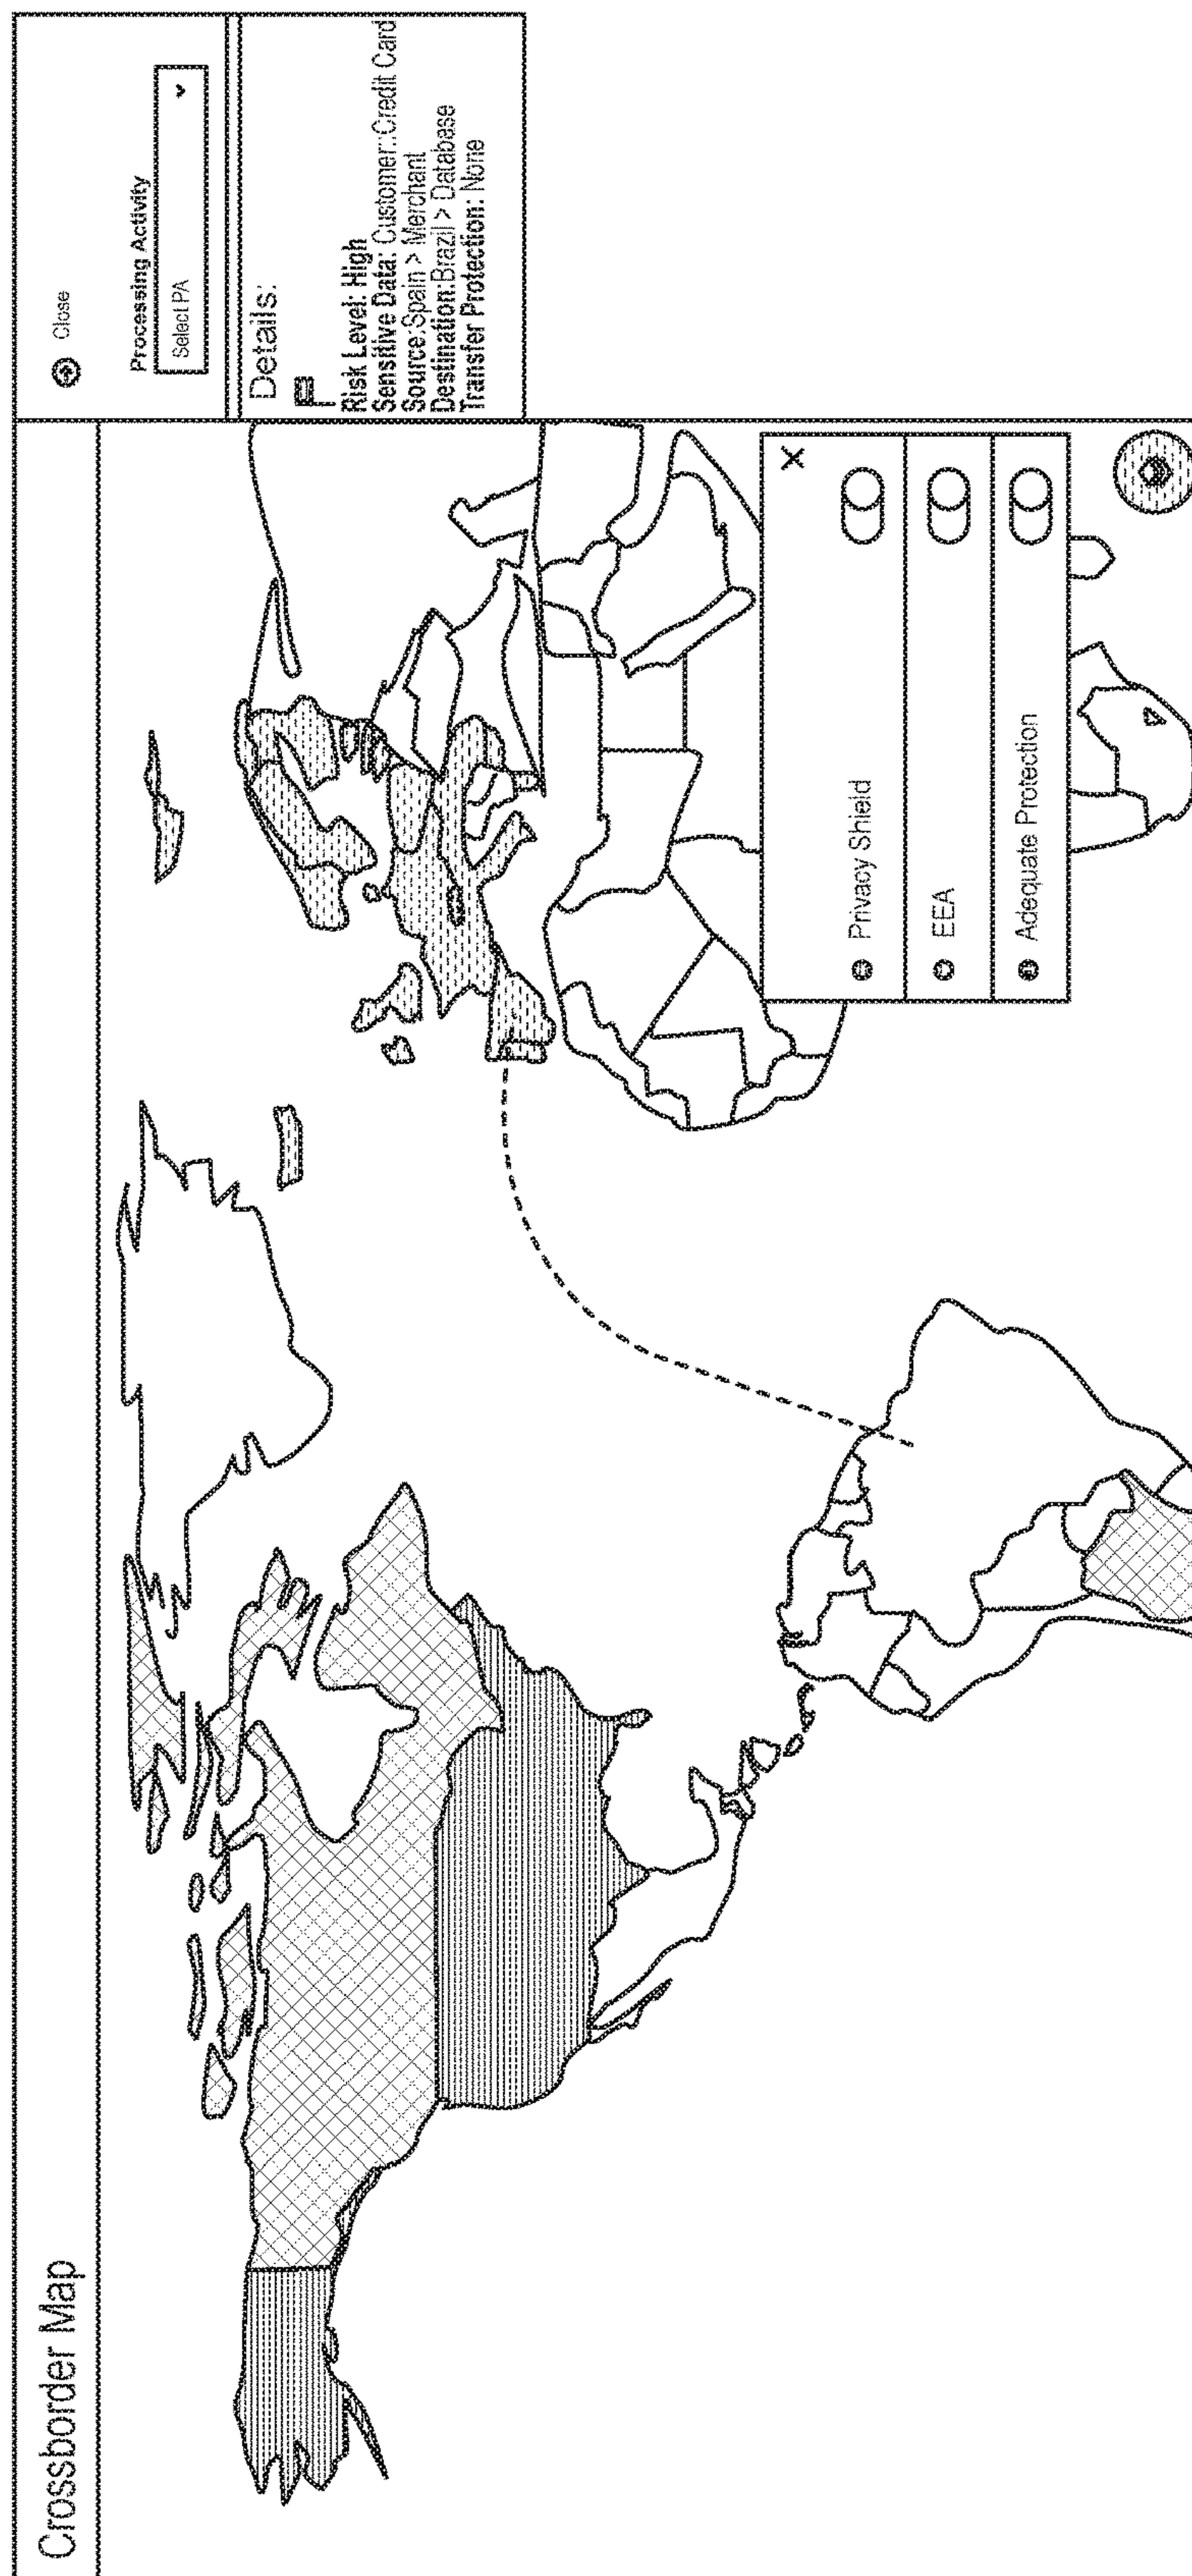 Crossborder Map
Close
Processing Activity
Select PA
Details:
Risk Level: High
Sensitive Data: Customer::Credit Card
Source:Spain > Merchant
Destination:Brazil > Database
Transfer Protection: None
Privacy Shield
EEA
Adequate Protection